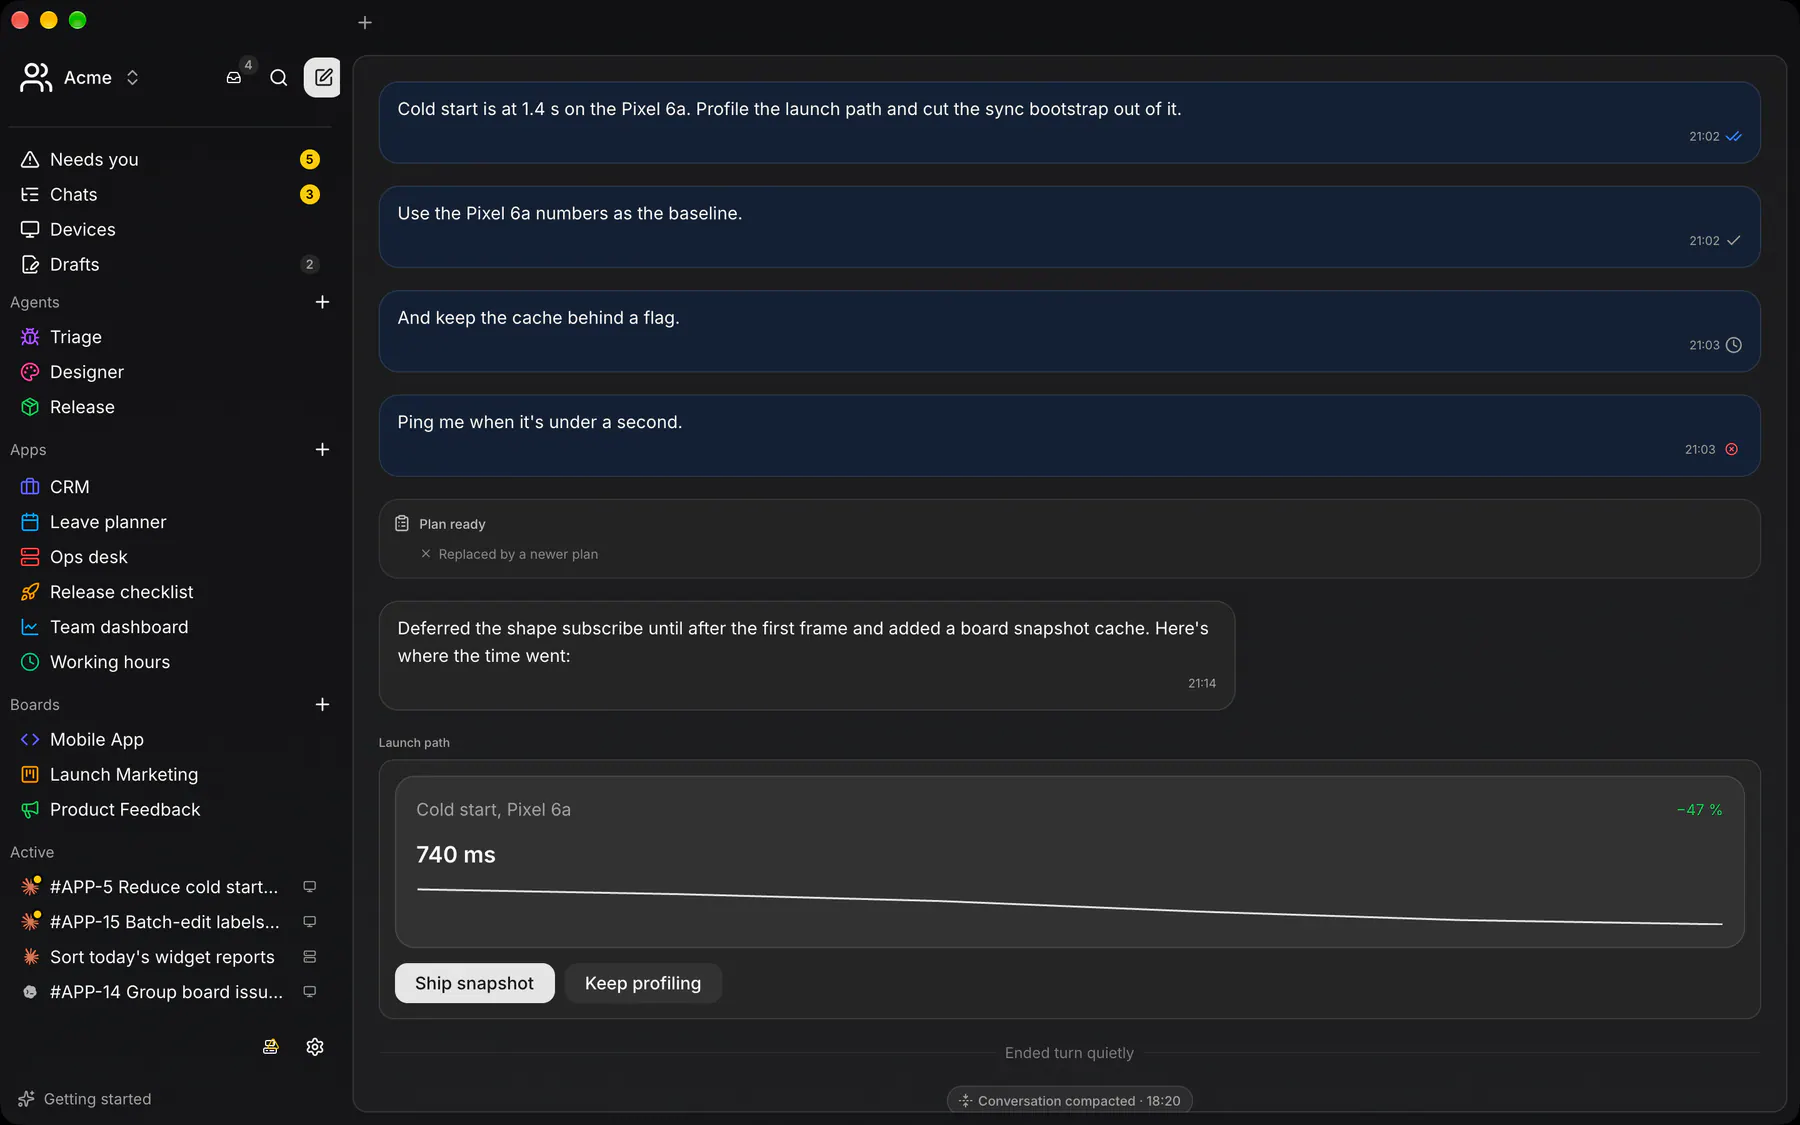 Acme
4
Needs you
5
Chats
3
Devices
Drafts
2
Agents
Triage
Designer
Release
Apps
CRM
Leave planner
Ops desk
Release checklist
Team dashboard
Working hours
Boards
Mobile App
Launch Marketing
Product Feedback
Active
#APP-5 Reduce cold start...
#APP-15 Batch-edit labels...
Sort today's widget reports
#APP-14 Group board issu...
Getting started
Cold start is at 1.4 s on the Pixel 6a. Profile the launch path and cut the sync bootstrap out of it.
21:02
Use the Pixel 6a numbers as the baseline.
21:02
And keep the cache behind a flag.
21:03
Ping me when it's under a second.
21:03
Plan ready
Replaced by a newer plan
Deferred the shape subscribe until after the first frame and added a board snapshot cache. Here's
where the time went:
21:14
Launch path
Cold start, Pixel 6a
−47 %
740 ms
Ship snapshot
Keep profiling
Ended turn quietly
Conversation compacted · 18:20